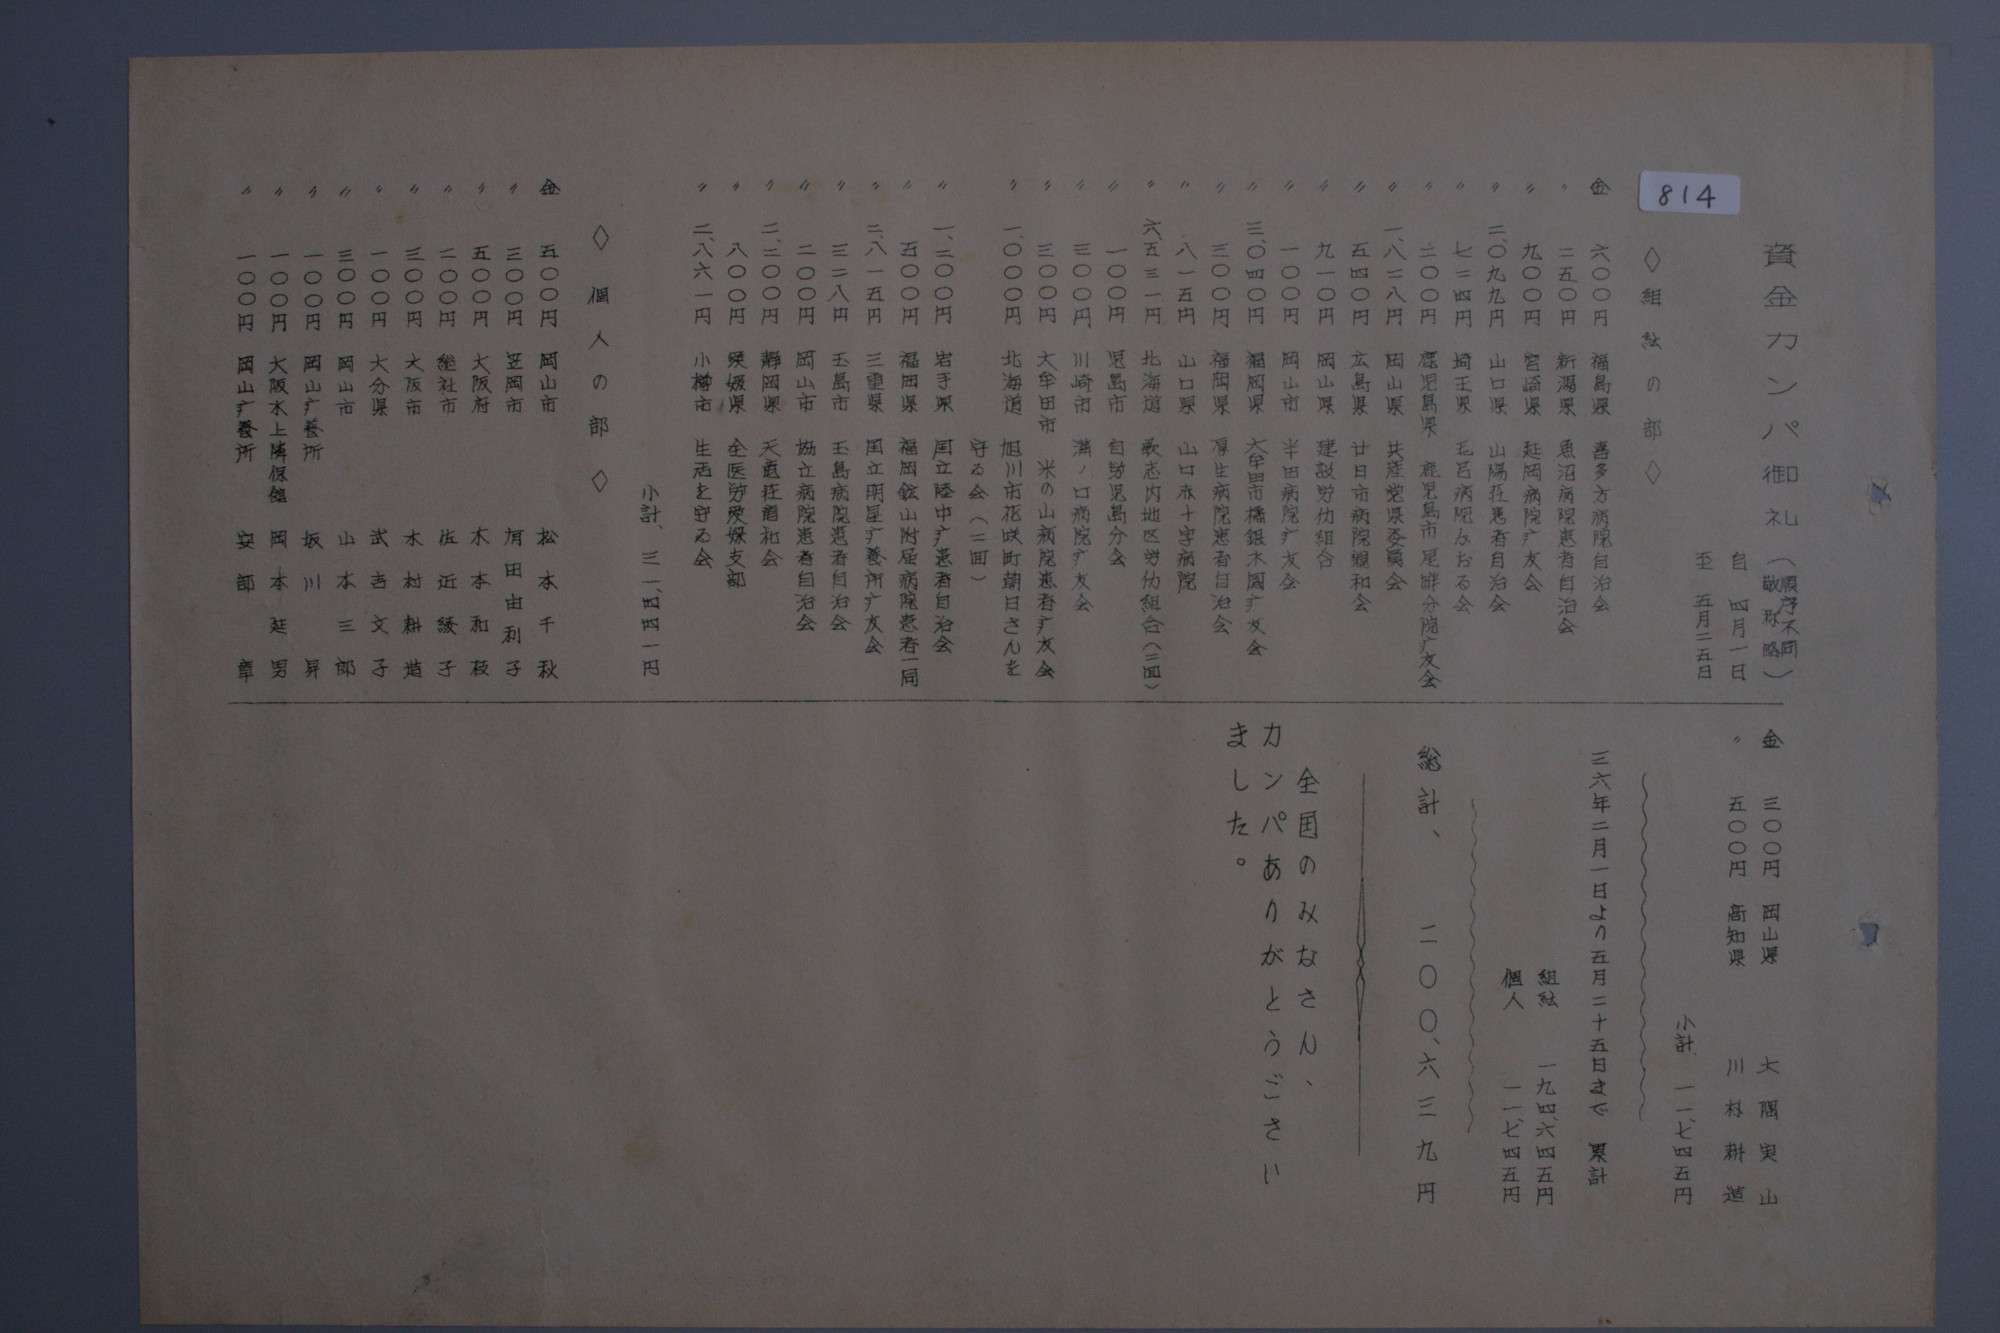 814
資金カンパ御礼（順序不同 敬称略）
自 四月一日
至 五月二五日
◇組紘の部◇
金 六〇〇円 福島県 喜多方病院自治会
〃 二五〇円 新潟県 魚沼病院患者自治会
〃 九〇〇円 宮崎県 延岡病院疒友会
〃 二、〇九九円 山口県 山陽荘患者自治会
〃 七二四円 埼玉県 毛呂病院みおる会
〃 二〇〇円 鹿児島県 鹿児島市尾畔分院疒友会
〃 一、八二八円 岡山県 共産党県委員会
〃 五四〇円 広島県 廿日市病院親和会
〃 九一〇円 岡山県 建設労仂組合
〃 一〇〇円 岡山市 半田病院疒友会
〃 三、〇四〇円 福岡県 大牟田市橘銀水園疒友会
〃 三〇〇円 福岡県 厚生病院患者自治会
〃 八一五円 山口県 山口赤十字病院
〃 六、五三一円 北海道 歌志内地区労仂組合（三回）
〃 一〇〇円 児島市 自労児島分会
〃 三〇〇円 川崎市 溝ノ口病院疒友会
〃 三〇〇円 大牟田市 米の山病院患者疒友会
〃 一、〇〇〇円 北海道 旭川市花咲町朝日さんを
守る会（二回）
〃 一、二〇〇円 岩手県 国立陸中疒患者自治会
〃 五〇〇円 福岡県 福岡鉱山附属病院患者一同
〃 二、八一五円 三重県 国立明星疒養所疒友会
〃 三二八円 玉島市 玉島病院患者自治会
〃 二〇〇円 岡山市 協立病院患者自治会
〃 二、二〇〇円 静岡県 天竜荘竜和会
〃 八〇〇円 愛媛県 全医労愛媛支部
〃 二、八六一円 小樽市 生活を守る会
小計、三一、四四一円
◇個人の部◇
金 五〇〇円 岡山市 松本千秋
〃 三〇〇円 笠岡市 有田由利子
〃 五〇〇円 大阪府 木本和枝
〃 二〇〇円 総社市 佐近綾子
〃 三〇〇円 大阪市 木村耕造
〃 一〇〇円 大分県 武吉文子
〃 三〇〇円 岡山市 山本三郎
〃 一〇〇円 岡山疒養所 坂川昇
〃 一〇〇円 大阪水上隣保館 岡本延男
〃 一〇〇円 岡山疒養所 安部章
金 三〇〇円 岡山県 大隅実山
〃 五〇〇円 高知県 川村耕造
小計 一一、七四五円
三六年二月一日より五月二十五日まで 累計
組紘 一九四、六四五円
個人 一一、七四五円
総計、 二〇〇、六三九円
全国のみなさん、
カンパありがとうござい
ました。